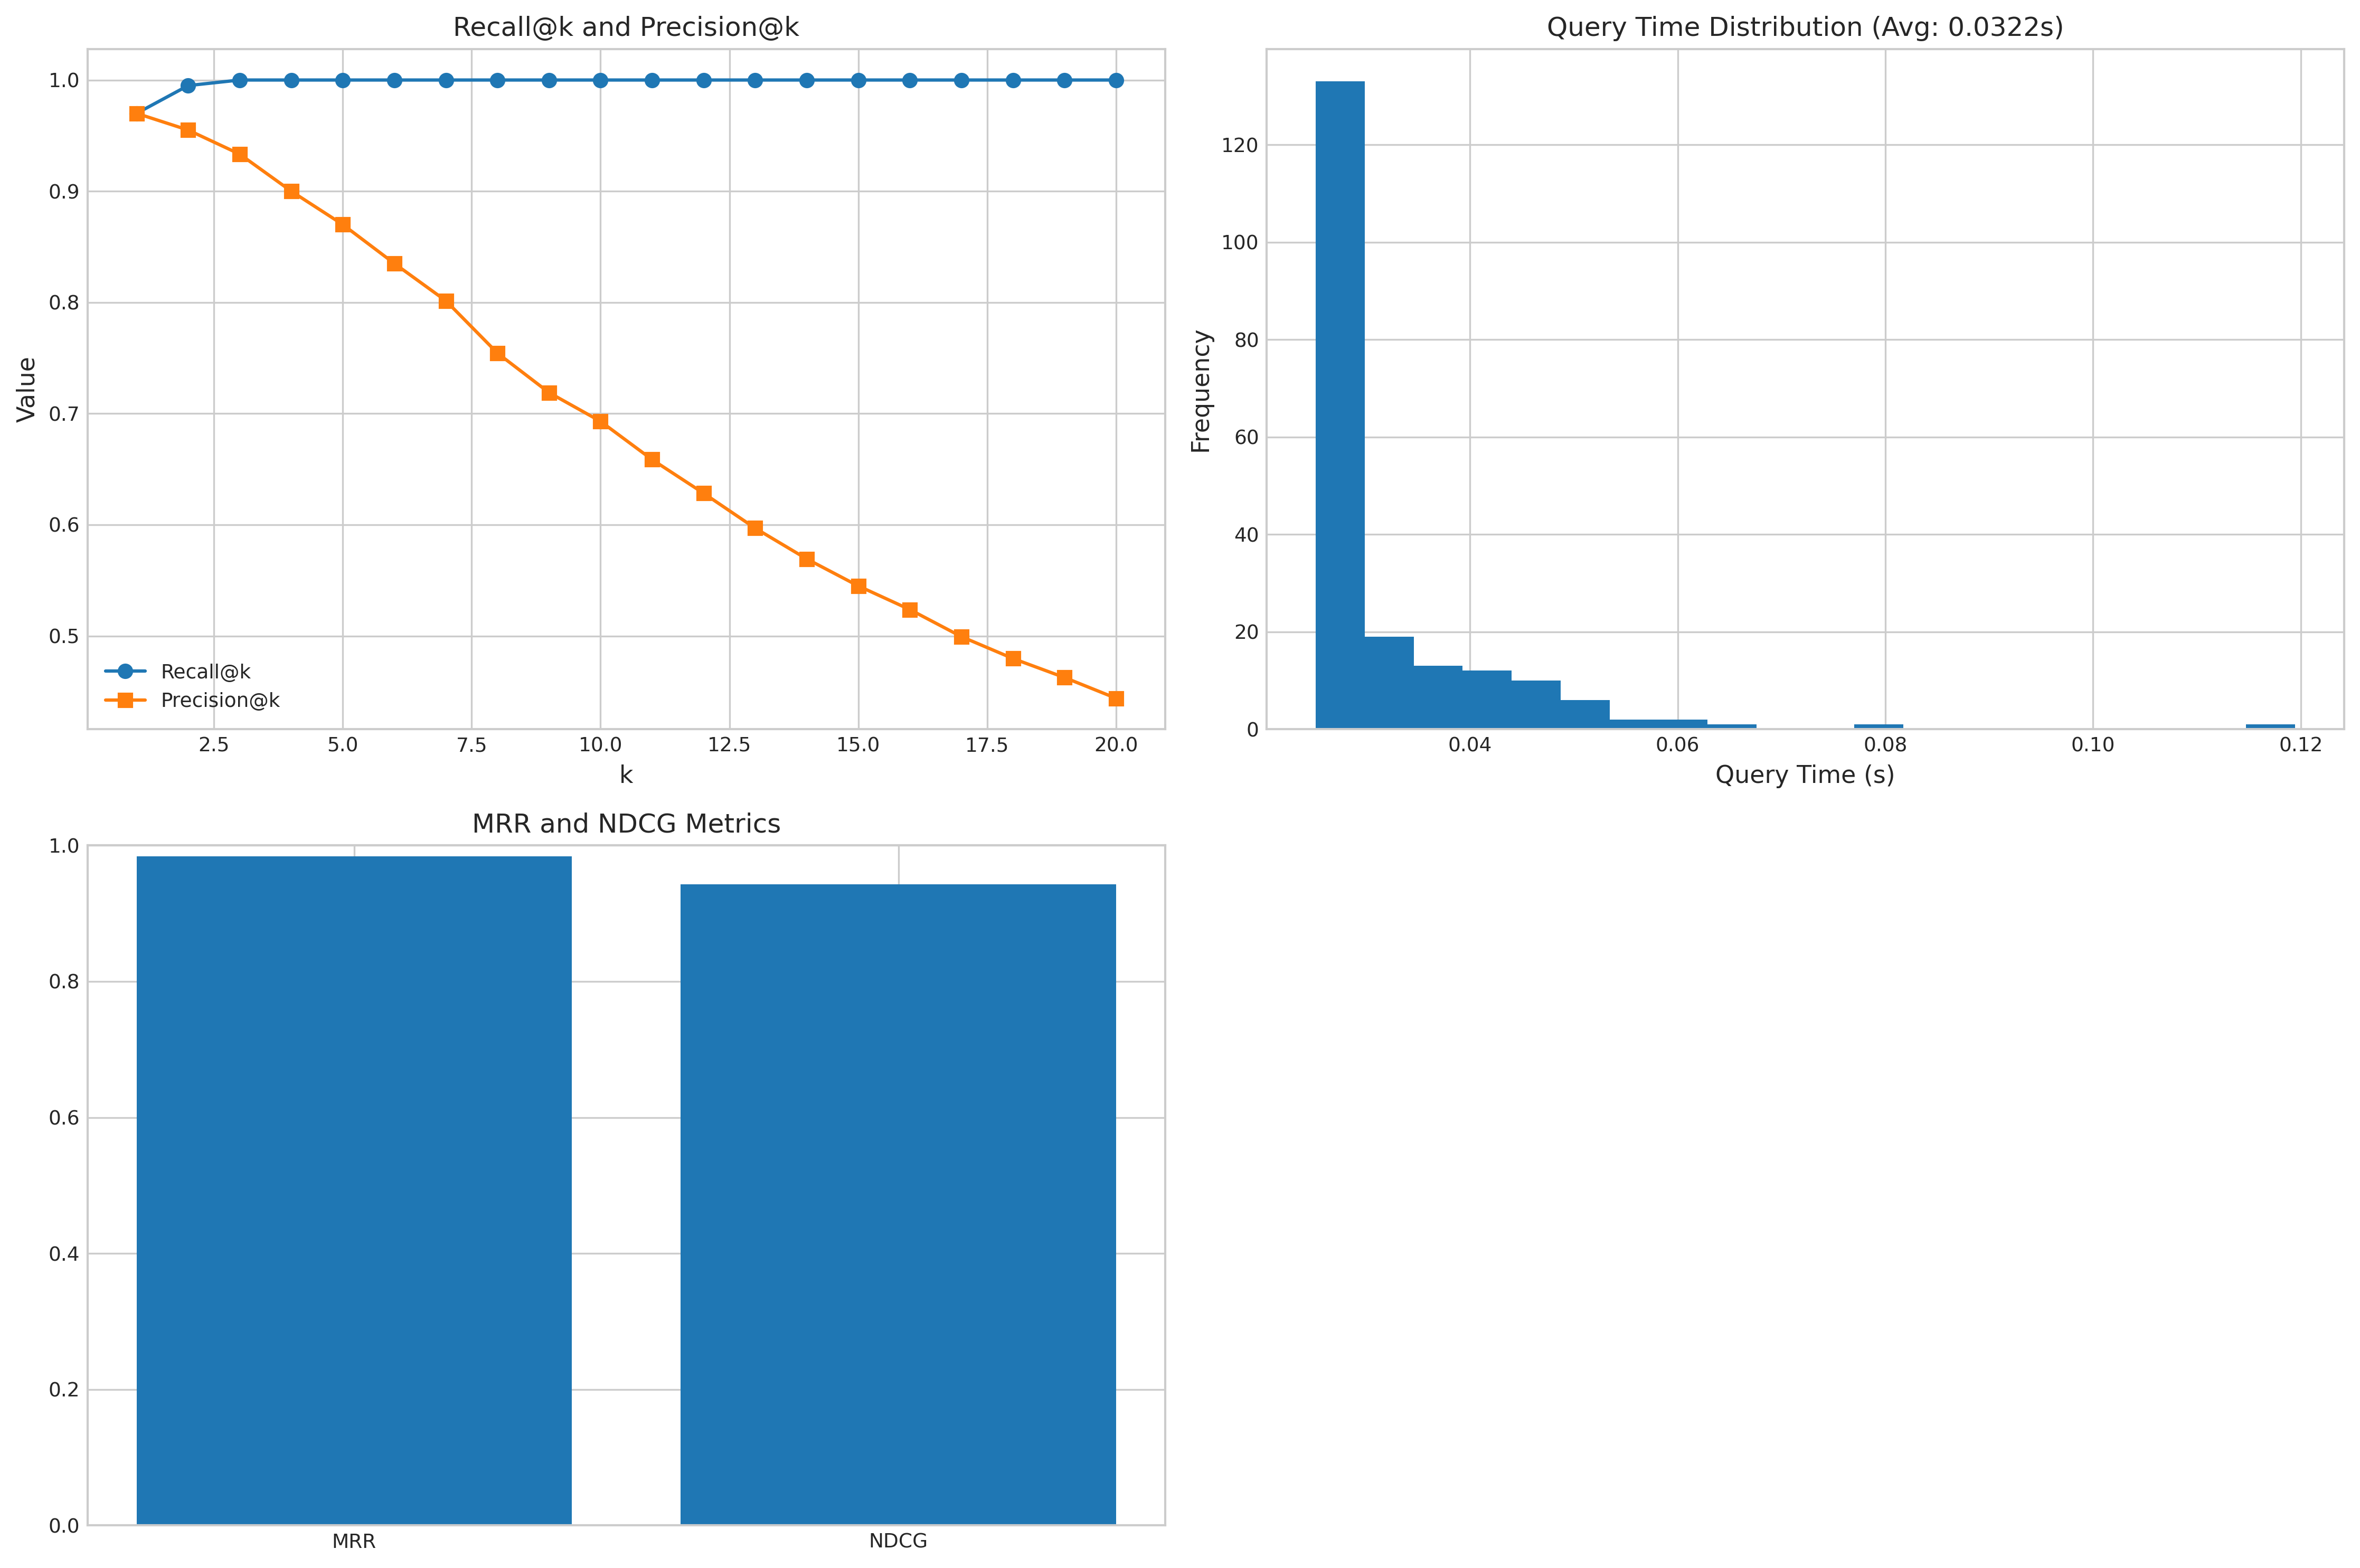 Recall@k and Precision@k
Value
1.0
0.9
0.8
0.7
0.6
0.5
Recall@k
Precision@k
2.5 5.0 7.5 10.0 12.5 15.0 17.5 20.0
k
Query Time Distribution (Avg: 0.0322s)
Frequency
120
100
80
60
40
20
0
0.04 0.06 0.08 0.10 0.12
Query Time (s)
MRR and NDCG Metrics
1.0
0.8
0.6
0.4
0.2
0.0
MRR NDCG